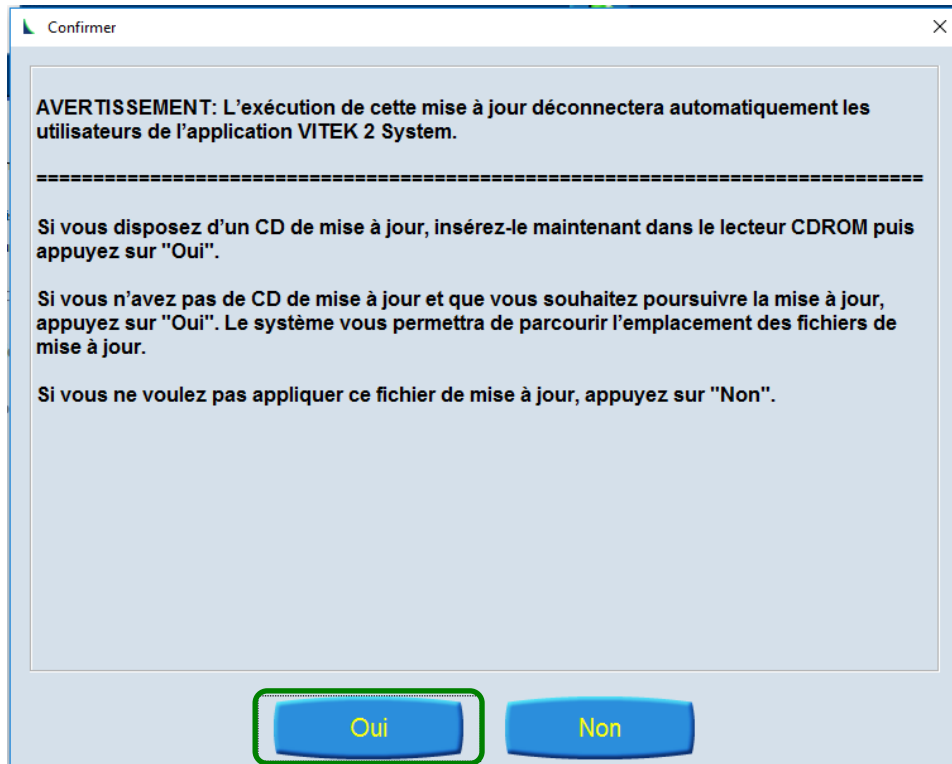 Confirmer
AVERTISSEMENT: L'exécution de cette mise à jour déconnectera automatiquement les
utilisateurs de l'application VITEK 2 System.
==============================================================================
Si vous disposez d'un CD de mise à jour, insérez-le maintenant dans le lecteur CDROM puis
appuyez sur "Oui".
Si vous n'avez pas de CD de mise à jour et que vous souhaitez poursuivre la mise à jour,
appuyez sur "Oui". Le système vous permettra de parcourir l'emplacement des fichiers de
mise à jour.
Si vous ne voulez pas appliquer ce fichier de mise à jour, appuyez sur "Non".
Oui
Non